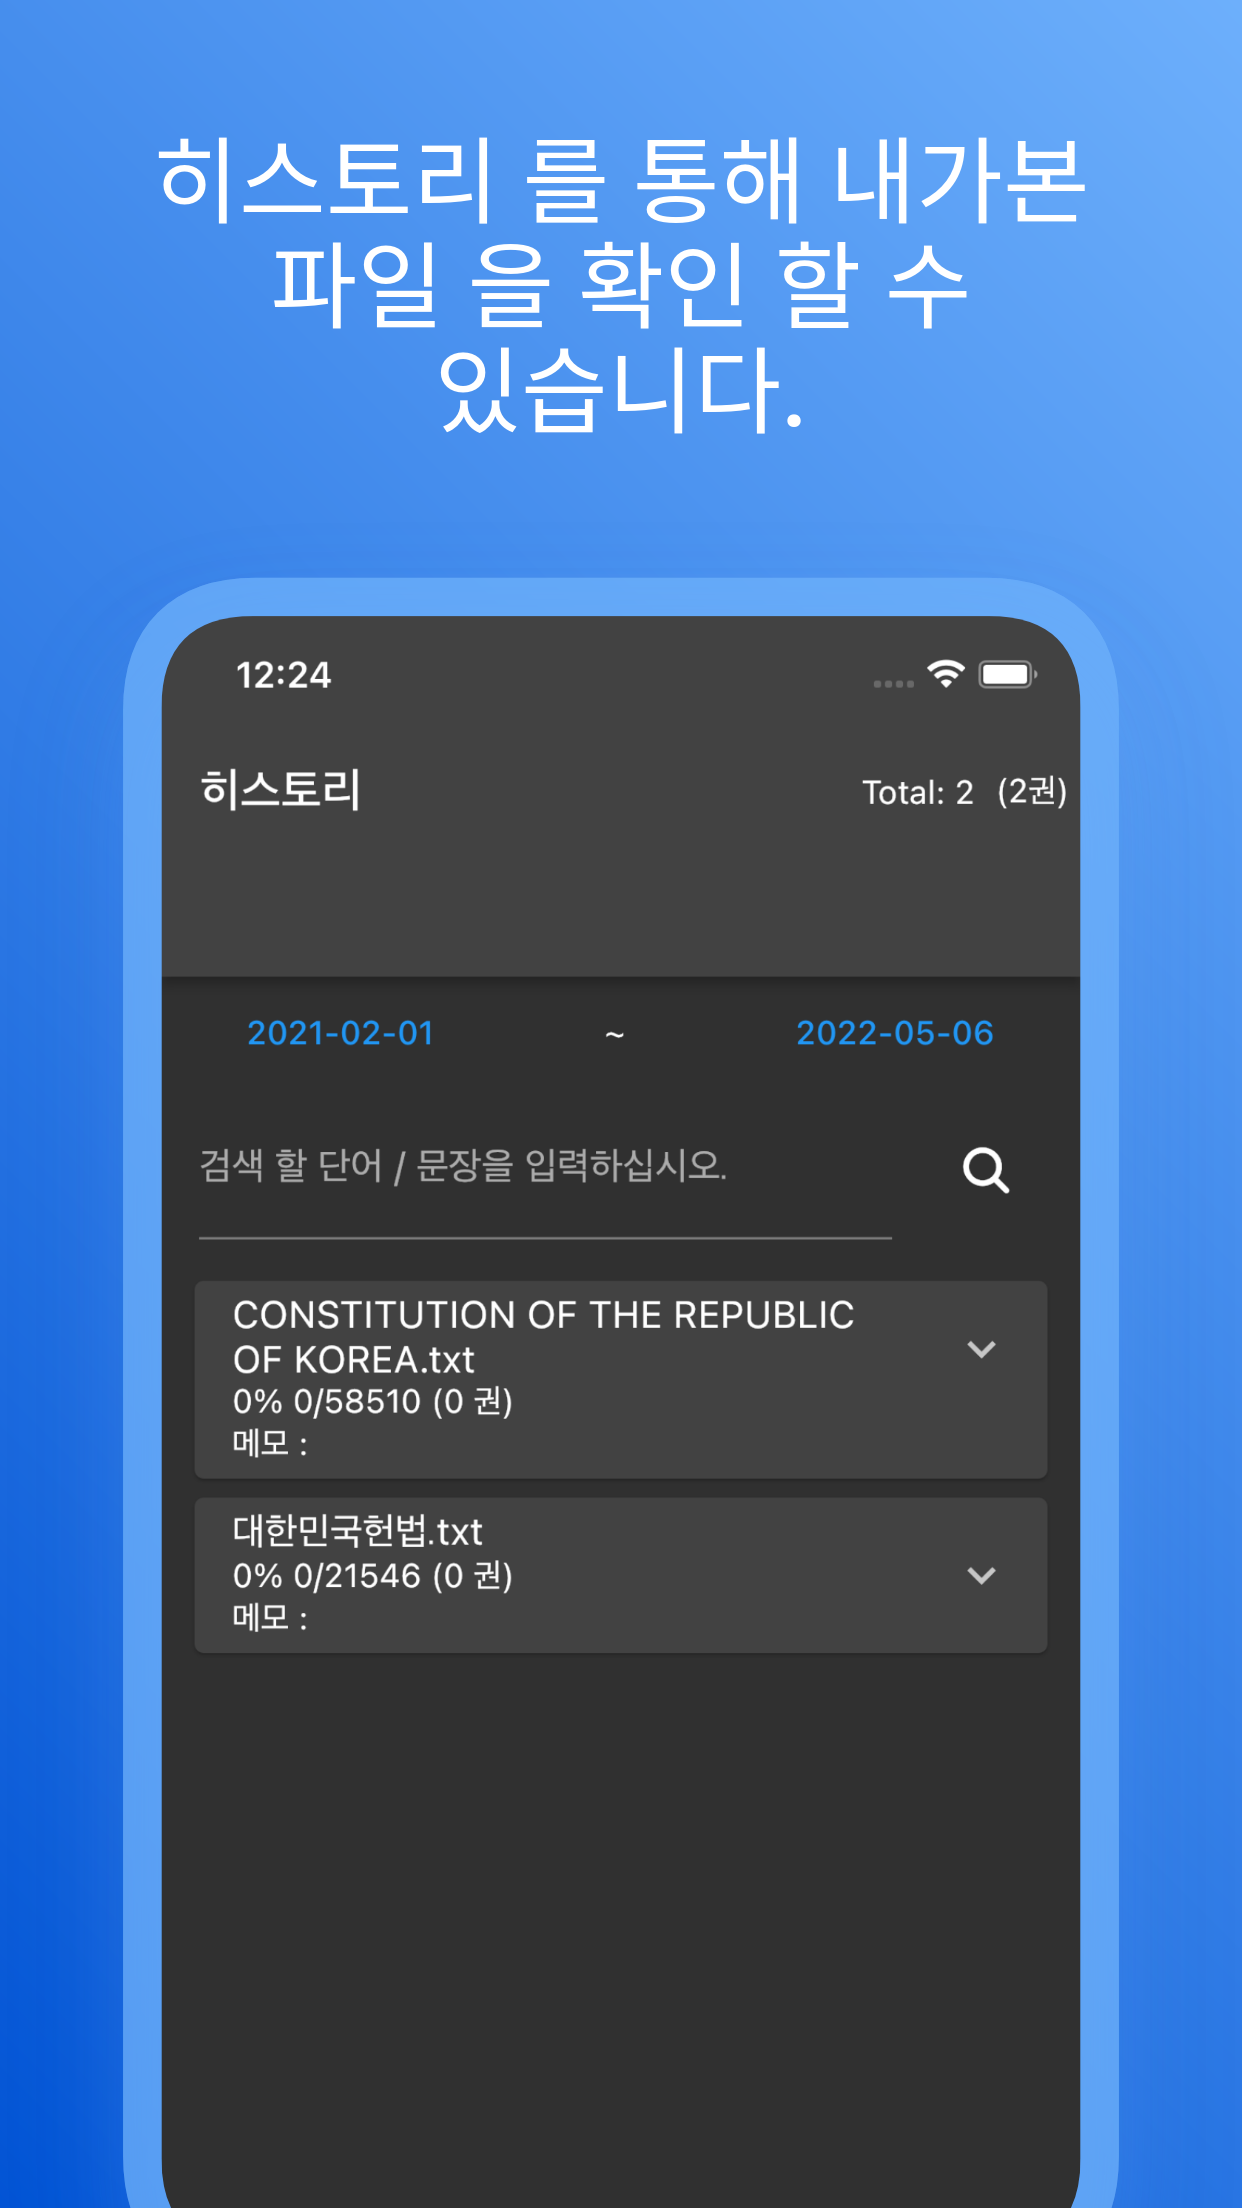 히스토리 를 통해 내가본
파일 을 확인 할 수
있습니다.
12:24
히스토리
Total: 2 (2권)
2021-02-01 ~ 2022-05-06
검색 할 단어 / 문장을 입력하십시오.
CONSTITUTION OF THE REPUBLIC
OF KOREA.txt
0% 0/58510 (0 권)
메모 :
대한민국헌법.txt
0% 0/21546 (0 권)
메모 :